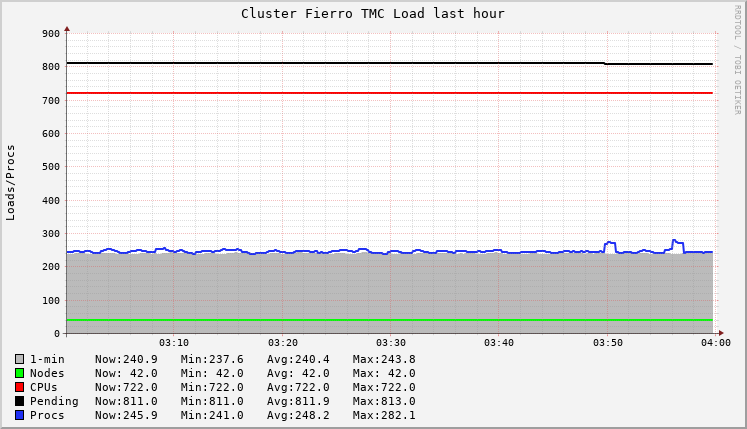 Cluster Fierro TMC Load last hour
RRDTOOL / TOBI OETIKER
Loads/Procs
900
800
700
600
500
400
300
200
100
0
03:10 03:20 03:30 03:40 03:50 04:00
1-min Now:240.9 Min:237.6 Avg:240.4 Max:243.8
Nodes Now: 42.0 Min: 42.0 Avg: 42.0 Max: 42.0
CPUs Now:722.0 Min:722.0 Avg:722.0 Max:722.0
Pending Now:811.0 Min:811.0 Avg:811.9 Max:813.0
Procs Now:245.9 Min:241.0 Avg:248.2 Max:282.1